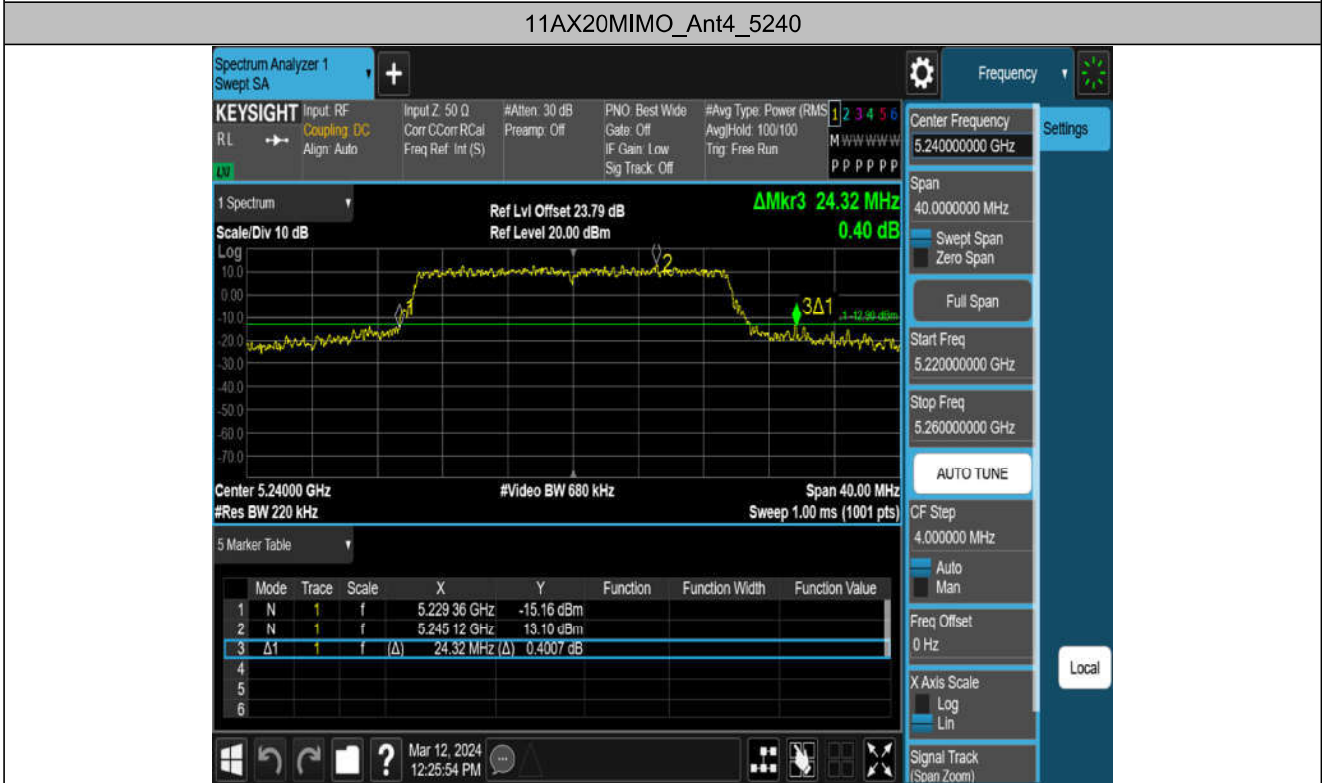 11AX20MIMO_Ant4_5240
Spectrum Analyzer 1
Swept SA
+
Frequency
KEYSIGHT
RL
LXI
Input: RF
Coupling: DC
Align: Auto
Input Z: 50 Ω
Corr CCorr RCal
Freq Ref: Int (S)
#Atten: 30 dB
Preamp: Off
PNO: Best Wide
Gate: Off
IF Gain: Low
Sig Track: Off
#Avg Type: Power (RMS
Avg|Hold: 100/100
Trig: Free Run
1 2 3 4 5 6
M W W W W W
P P P P P P
1 Spectrum
Scale/Div 10 dB
Ref Lvl Offset 23.79 dB
Ref Level 20.00 dBm
ΔMkr3 24.32 MHz
0.40 dB
Log
10.0
0.00
-10.0
-20.0
-30.0
-40.0
-50.0
-60.0
-70.0
1
2
3Δ1
Center 5.24000 GHz
#Res BW 220 kHz
#Video BW 680 kHz
Span 40.00 MHz
Sweep 1.00 ms (1001 pts)
5 Marker Table
Mode Trace Scale X Y Function Function Width Function Value
1 N 1 f 5.229 36 GHz -15.16 dBm
2 N 1 f 5.245 12 GHz 13.10 dBm
3 Δ1 1 f (Δ) 24.32 MHz (Δ) 0.4007 dB
4
5
6
?
Mar 12, 2024
12:25:54 PM
Center Frequency
5.240000000 GHz
Settings
Span
40.0000000 MHz
Swept Span
Zero Span
Full Span
Start Freq
5.220000000 GHz
Stop Freq
5.260000000 GHz
AUTO TUNE
CF Step
4.000000 MHz
Auto
Man
Freq Offset
0 Hz
X Axis Scale
Log
Lin
Local
Signal Track
(Span Zoom)